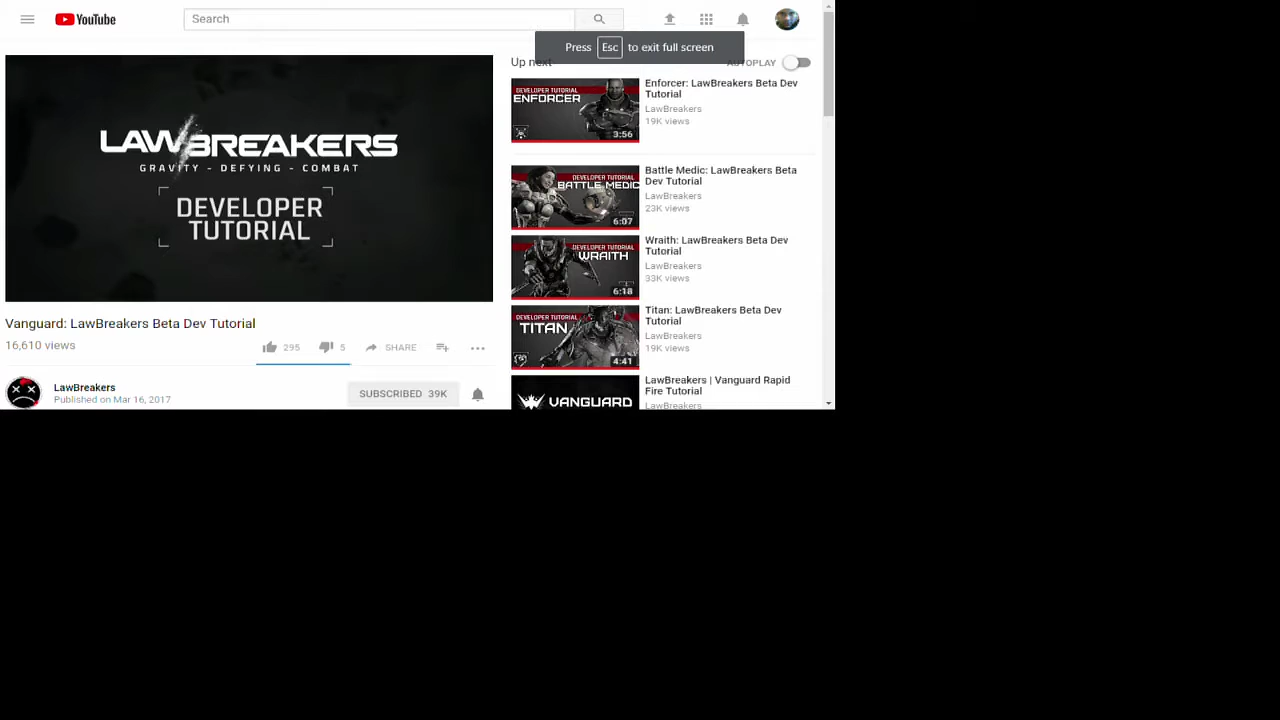 YouTube
Search
Press Esc to exit full screen
Up next
AUTOPLAY
LAWBREAKERS
GRAVITY - DEFYING - COMBAT
DEVELOPER
TUTORIAL
Vanguard: LawBreakers Beta Dev Tutorial
16,610 views
295
5
SHARE
LawBreakers
Published on Mar 16, 2017
SUBSCRIBED 39K
DEVELOPER TUTORIAL
ENFORCER
3:56
Enforcer: LawBreakers Beta Dev
Tutorial
LawBreakers
19K views
DEVELOPER TUTORIAL
BATTLE MEDIC
6:07
Battle Medic: LawBreakers Beta
Dev Tutorial
LawBreakers
23K views
DEVELOPER TUTORIAL
WRAITH
6:18
Wraith: LawBreakers Beta Dev
Tutorial
LawBreakers
33K views
DEVELOPER TUTORIAL
TITAN
4:41
Titan: LawBreakers Beta Dev
Tutorial
LawBreakers
19K views
VANGUARD
LawBreakers | Vanguard Rapid
Fire Tutorial
LawBreakers